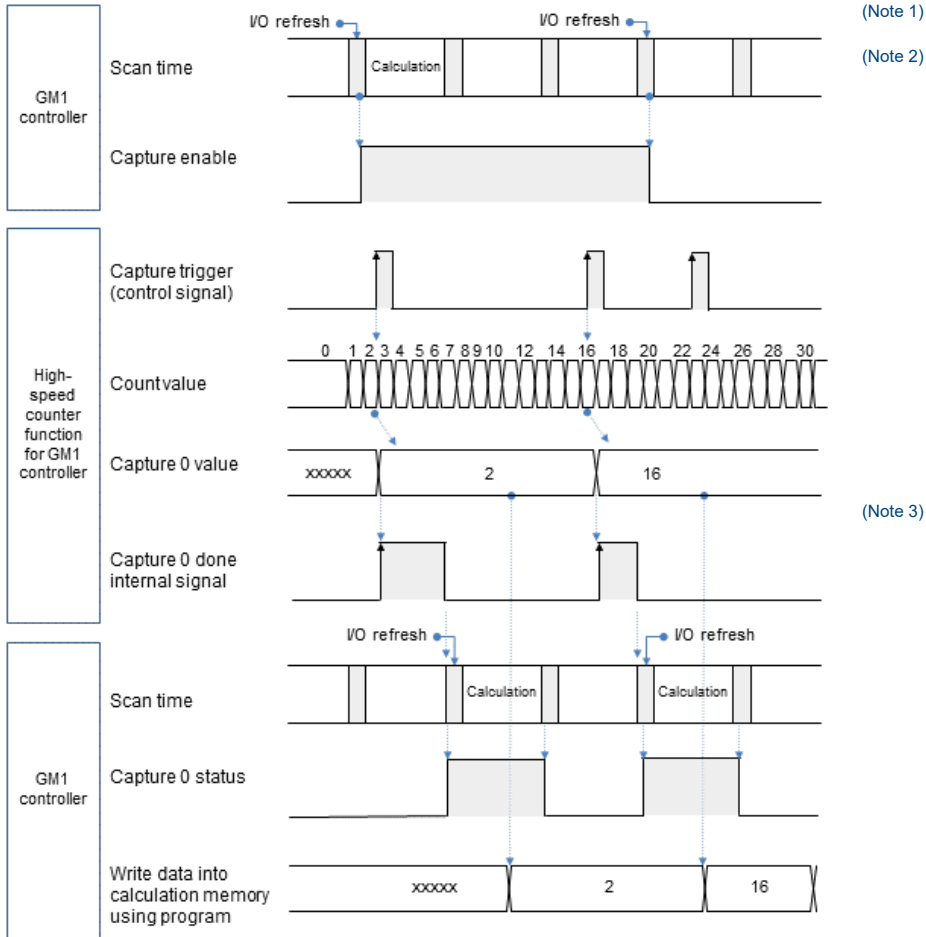 I/O refresh
I/O refresh
(Note 1)
(Note 2)
GM1
controller
Scan time
Calculation
Capture enable
High-
speed
counter
function
for GM1
controller
Capture trigger
(control signal)
0 1 2 3 4 5 6 7 8 9 10 12 14 16 18 20 22 24 26 28 30
Count value
Capture 0 value
xxxxx 2 16
(Note 3)
Capture 0 done
internal signal
I/O refresh
I/O refresh
GM1
controller
Scan time
Calculation
Calculation
Capture 0 status
Write data into
calculation memory
using program
xxxxx 2 16